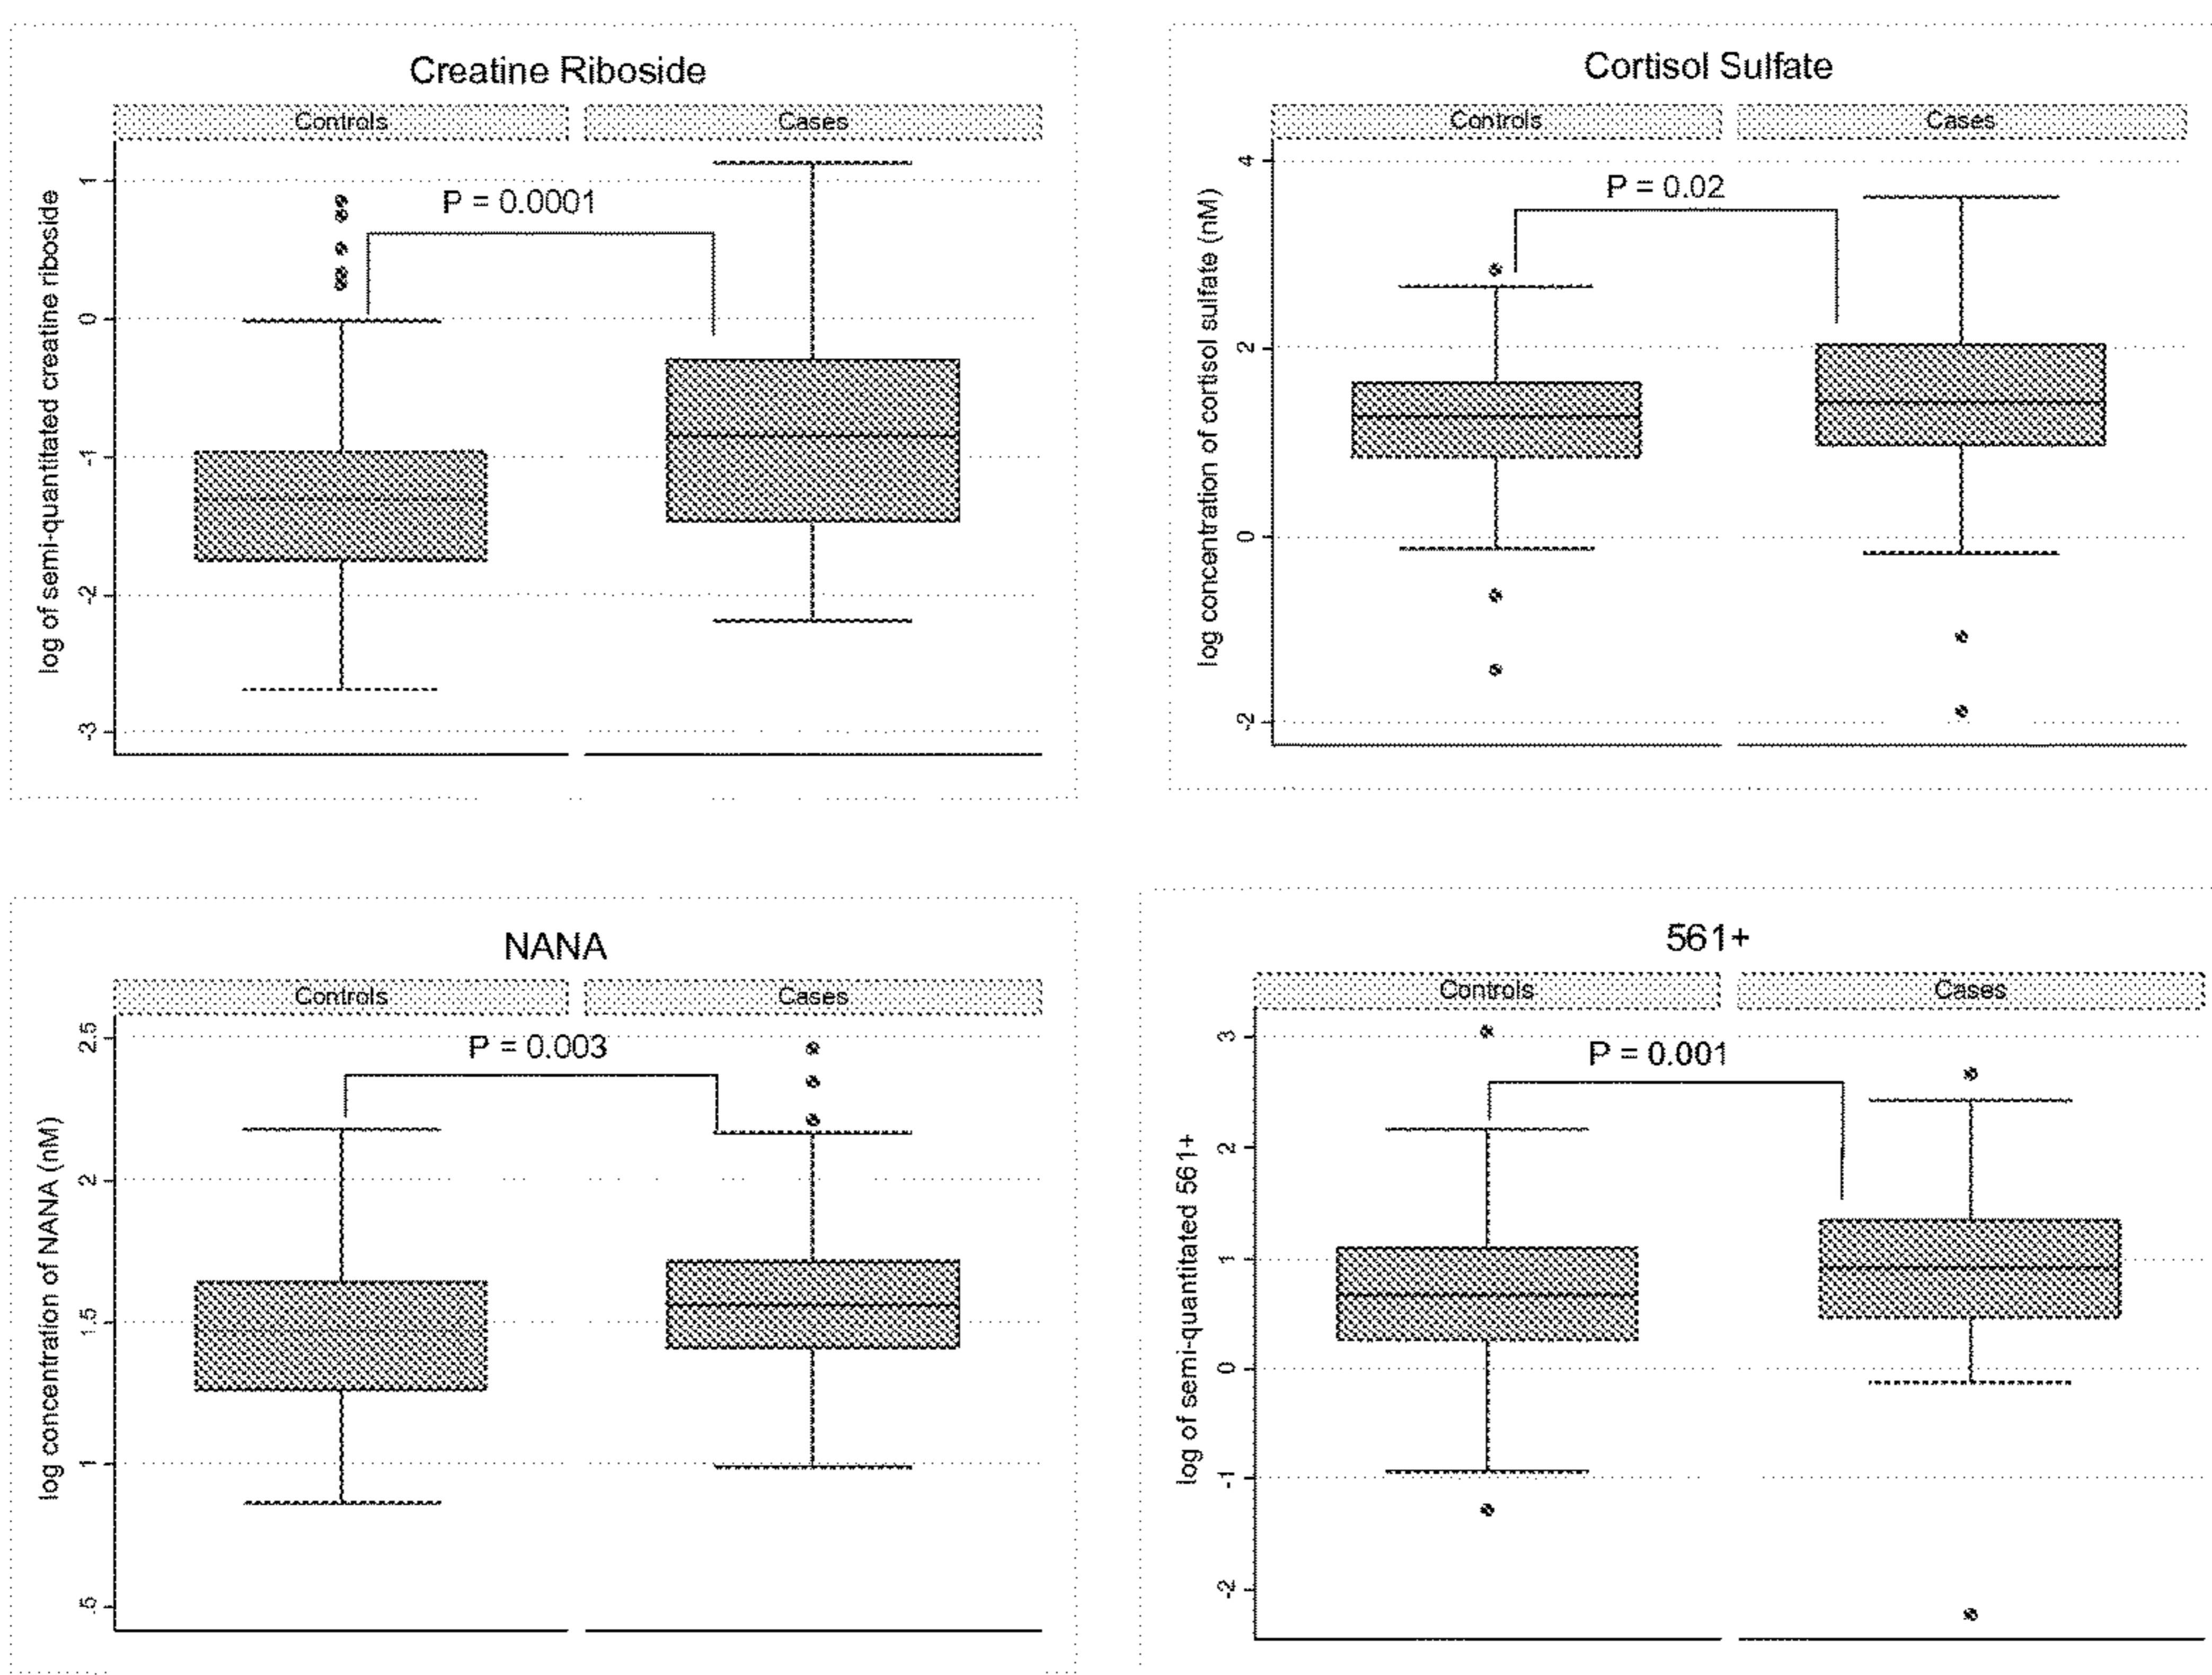 Creatine Riboside
Controls
Cases
P = 0.0001
log of semi-quantitated creatine riboside
1
0
-1
-2
-3
Cortisol Sulfate
Controls
Cases
P = 0.02
log concentration of cortisol sulfate (nM)
4
2
0
-2
NANA
Controls
Cases
P = 0.003
log concentration of NANA (nM)
2.5
2
1.5
1
.5
561+
Controls
Cases
P = 0.001
log of semi-quantitated 561+
3
2
1
0
-1
-2